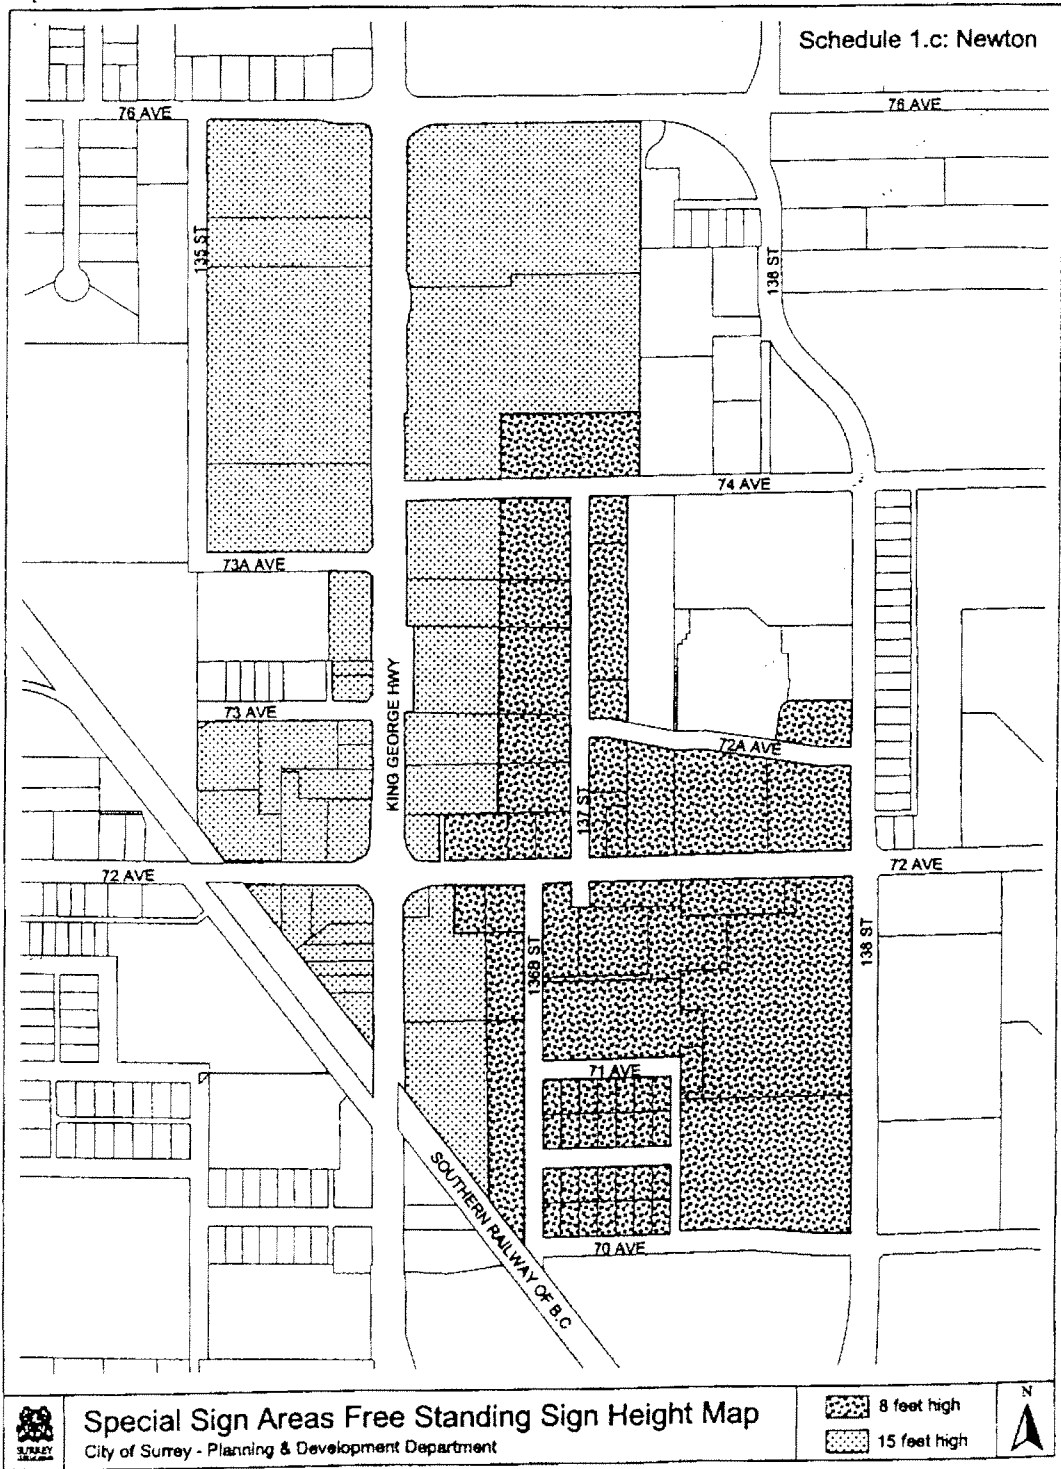 Schedule 1.c: Newton
76 AVE
76 AVE
135 ST
138 ST
74 AVE
73A AVE
KING GEORGE HWY
73 AVE
72A AVE
137 ST
72 AVE
72 AVE
136B ST
138 ST
71 AVE
SOUTHERN RAILWAY OF B.C
70 AVE
Special Sign Areas Free Standing Sign Height Map
City of Surrey - Planning & Development Department
8 feet high
15 feet high
N
SURREY